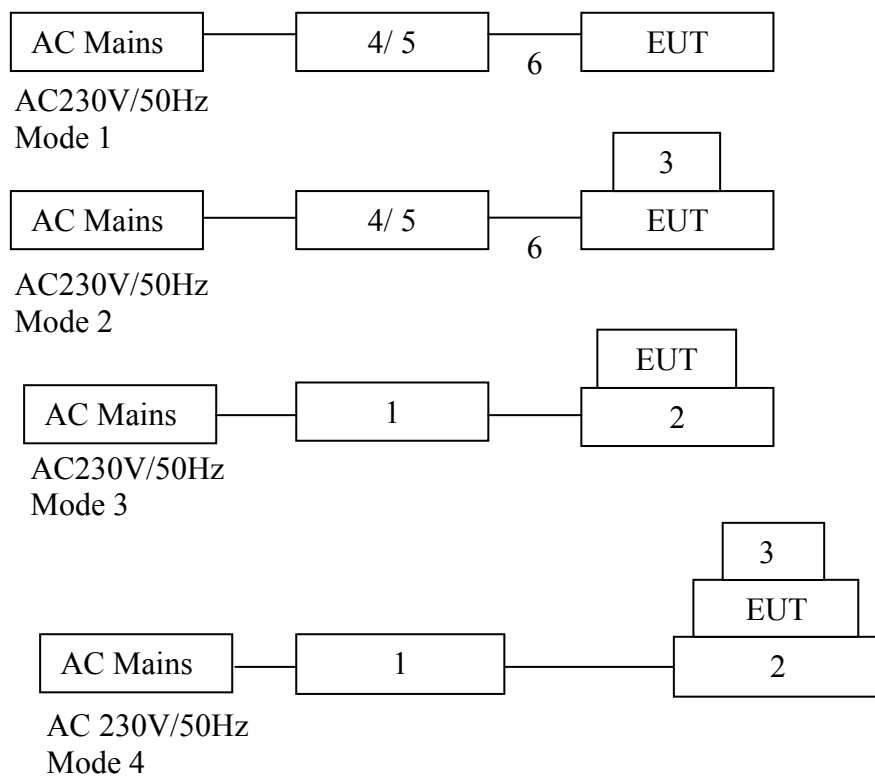 AC Mains 4/ 5 6 EUT
AC230V/50Hz
Mode 1
3
AC Mains 4/ 5 6 EUT
AC230V/50Hz
Mode 2
EUT
AC Mains 1 2
AC230V/50Hz
Mode 3
3
EUT
AC Mains 1 2
AC 230V/50Hz
Mode 4